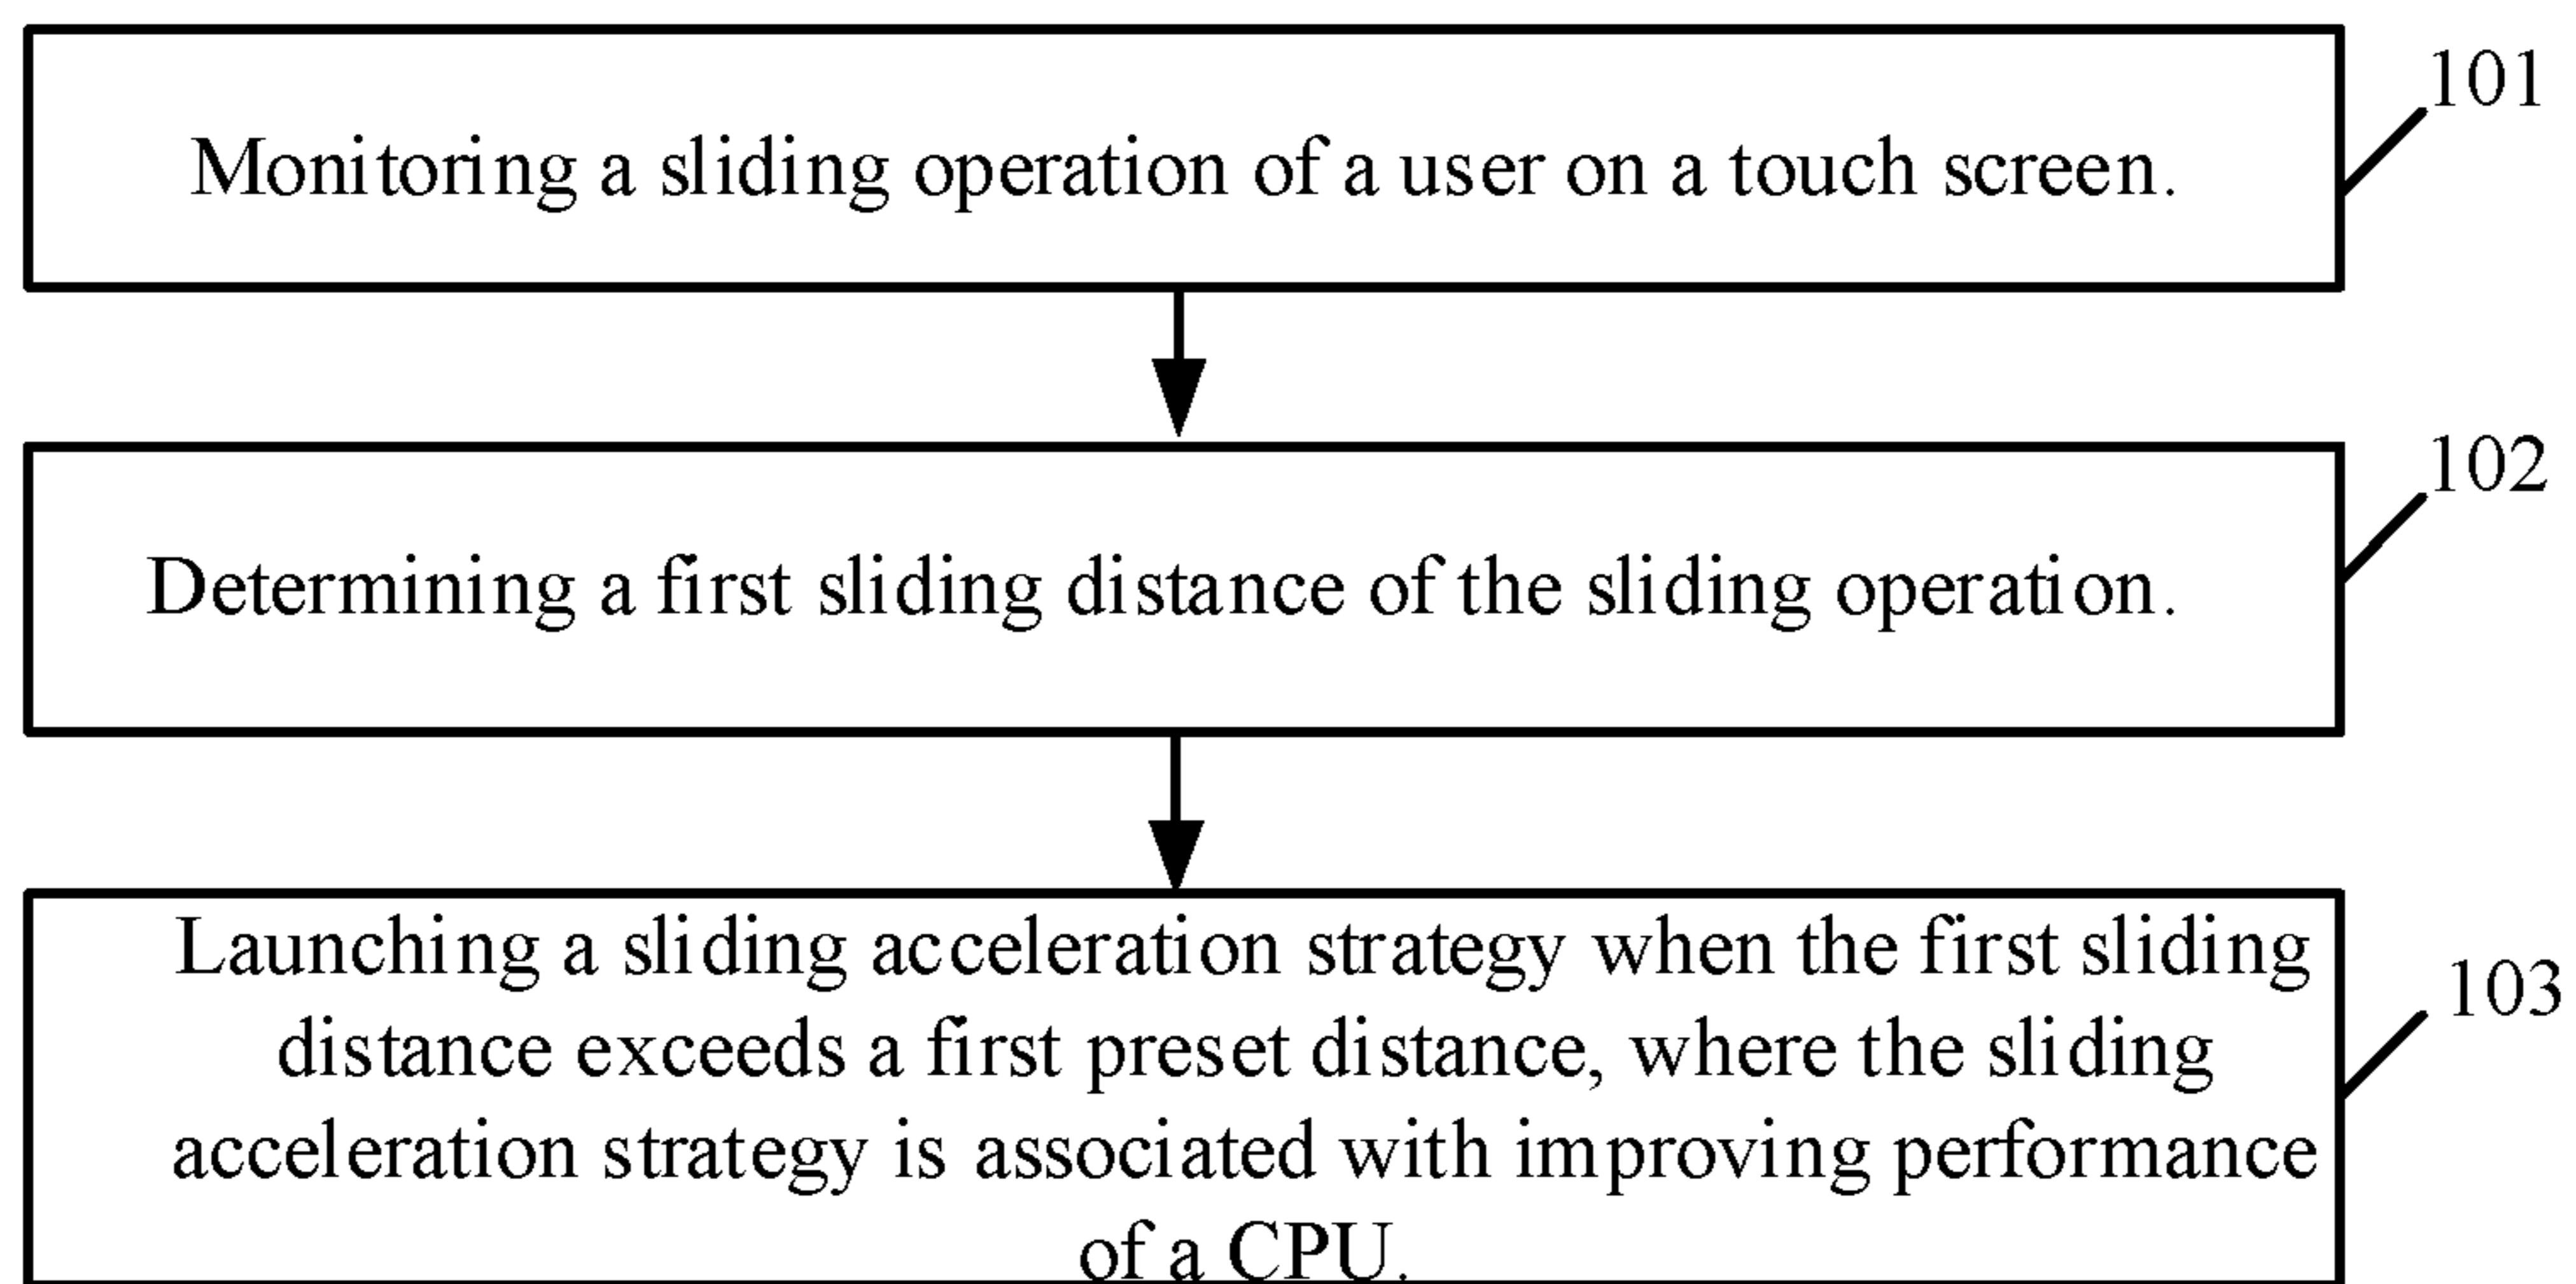 101
Monitoring a sliding operation of a user on a touch screen.
102
Determining a first sliding distance of the sliding operation.
103
Launching a sliding acceleration strategy when the first sliding
distance exceeds a first preset distance, where the sliding
acceleration strategy is associated with improving performance
of a CPU.